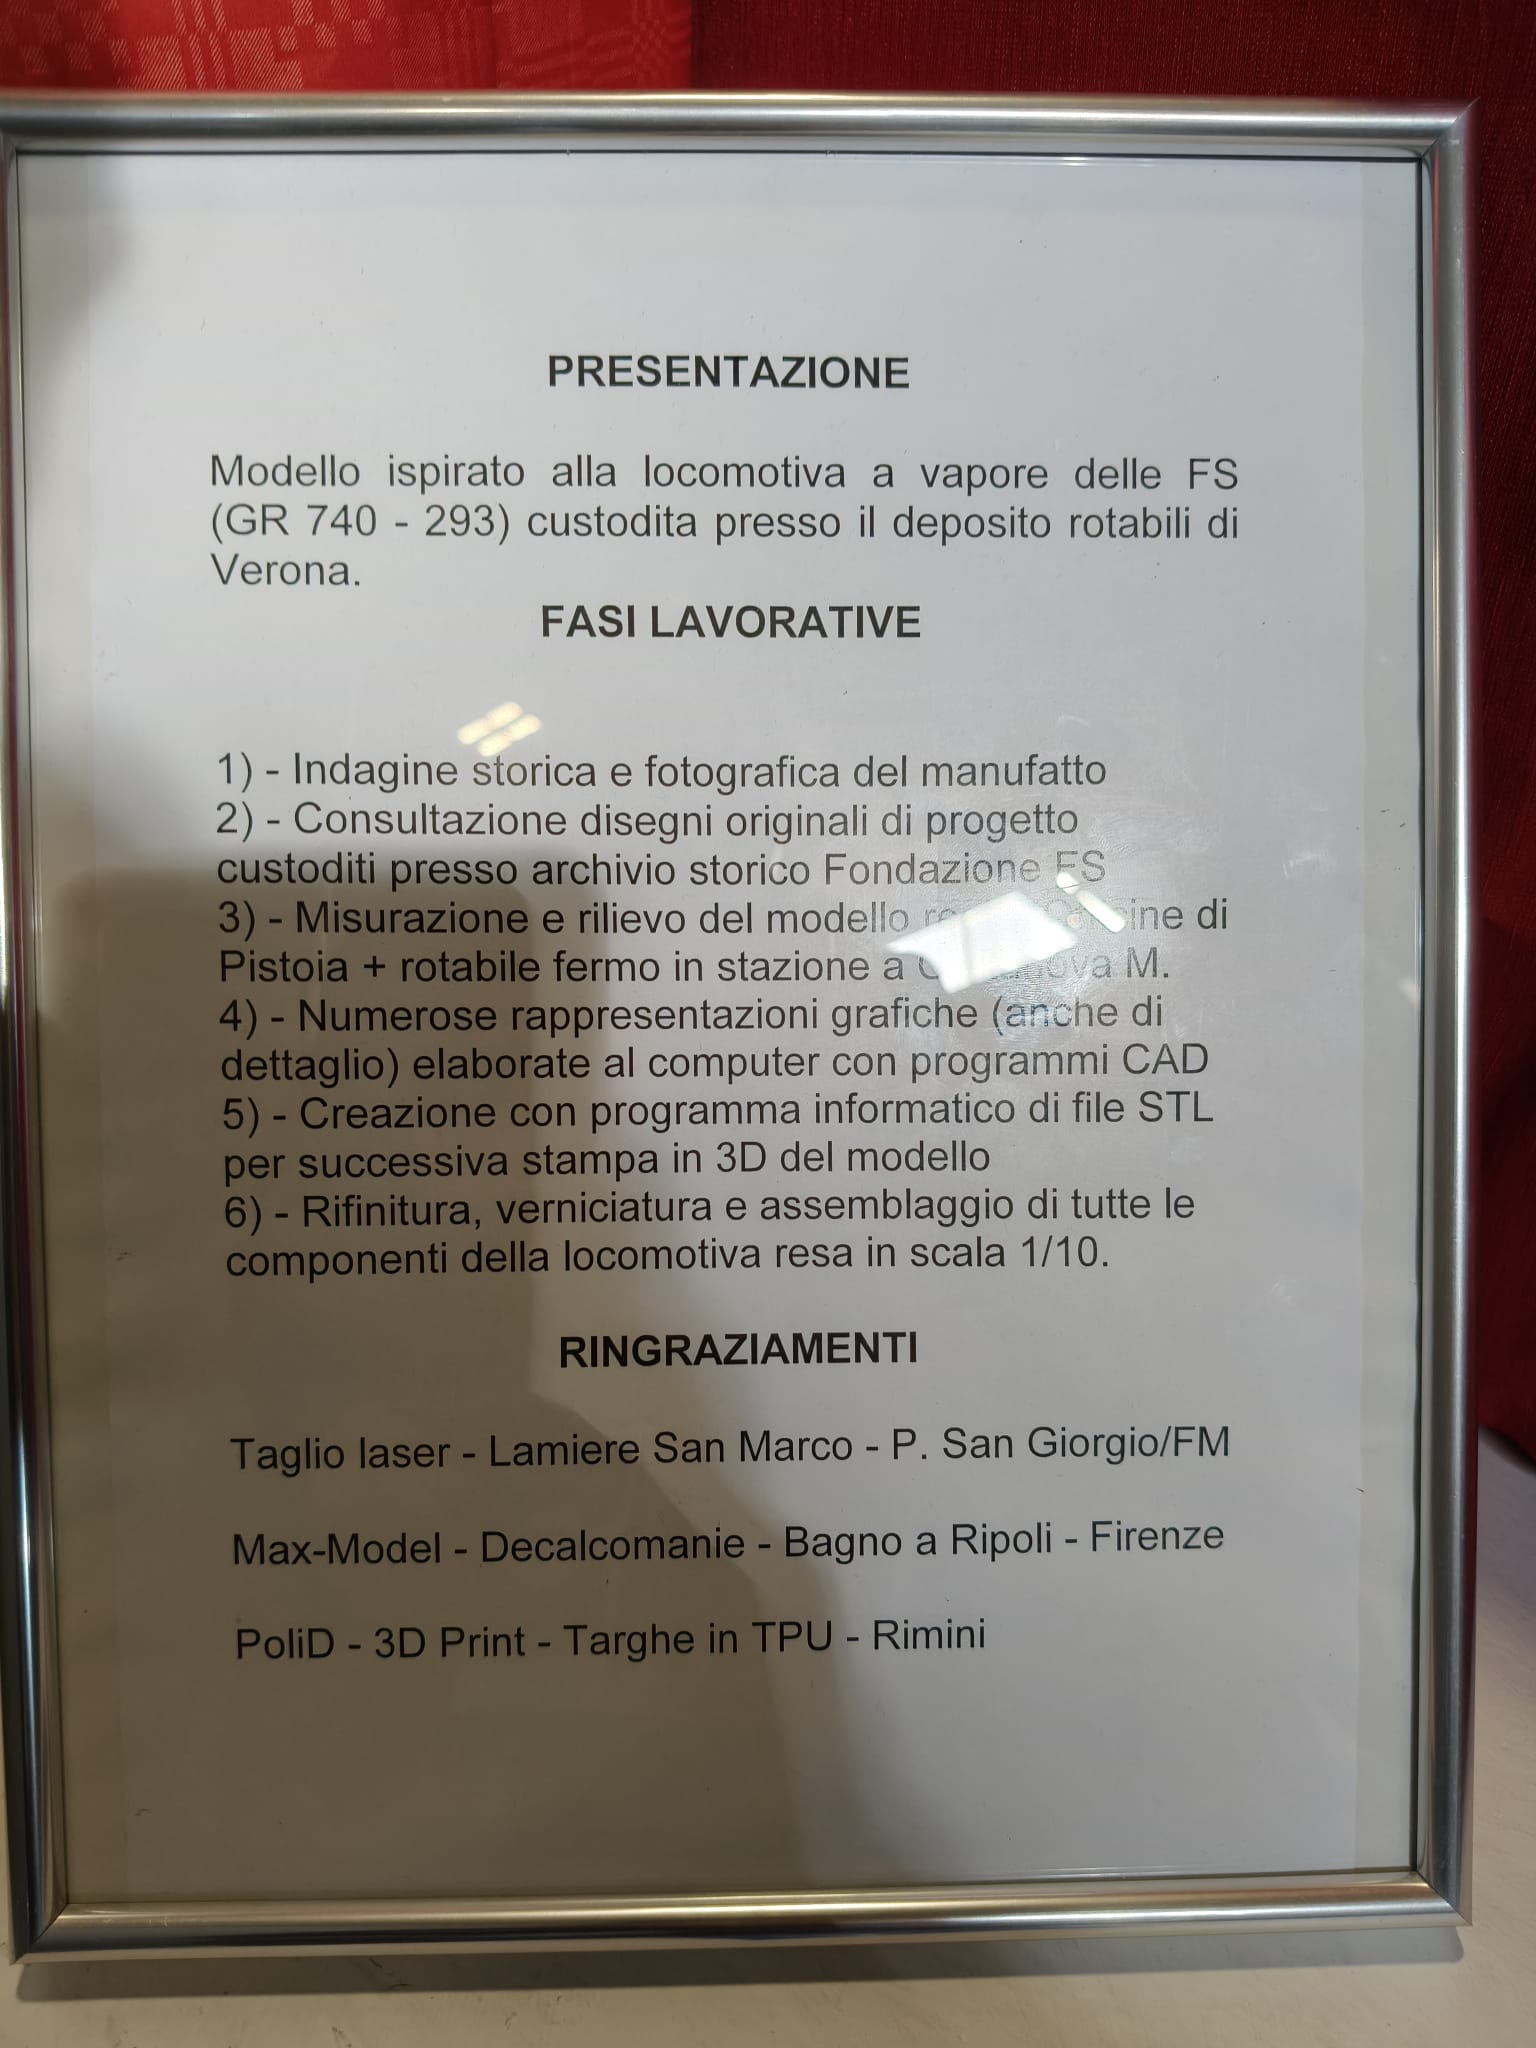 PRESENTAZIONE
Modello ispirato alla locomotiva a vapore delle FS
(GR 740 - 293) custodita presso il deposito rotabili di
Verona.
FASI LAVORATIVE
1) - Indagine storica e fotografica del manufatto
2) - Consultazione disegni originali di progetto
custoditi presso archivio storico Fondazione FS
3) - Misurazione e rilievo del modello di
Pistoia + rotabile fermo in stazione a M.
4) - Numerose rappresentazioni grafiche (anche di
dettaglio) elaborate al computer con programmi CAD
5) - Creazione con programma informatico di file STL
per successiva stampa in 3D del modello
6) - Rifinitura, verniciatura e assemblaggio di tutte le
componenti della locomotiva resa in scala 1/10.
RINGRAZIAMENTI
Taglio laser - Lamiere San Marco - P. San Giorgio/FM
Max-Model - Decalcomanie - Bagno a Ripoli - Firenze
PoliD - 3D Print - Targhe in TPU - Rimini